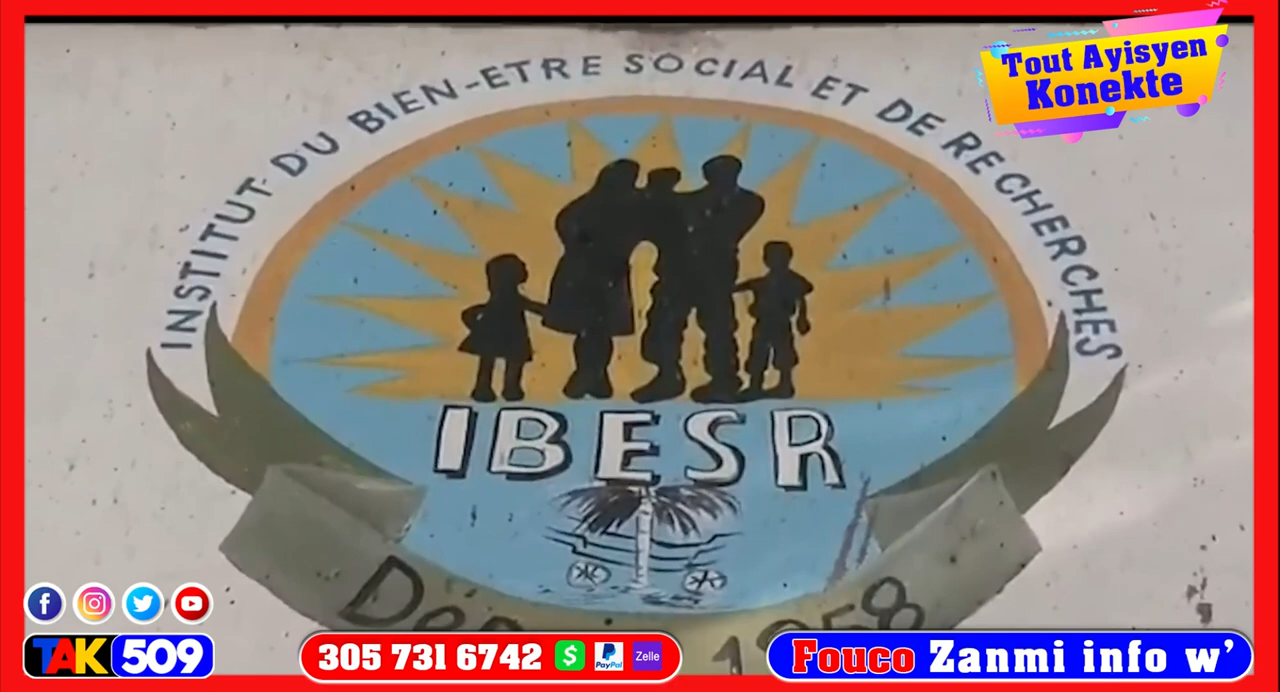 Tout Ayisyen
Konekte
INSTITUT DU BIEN-ETRE SOCIAL ET DE RECHERCHES
IBESR
TAK 509
305 731 6742
$
PayPal
Zelle
Fouco Zanmi info w'